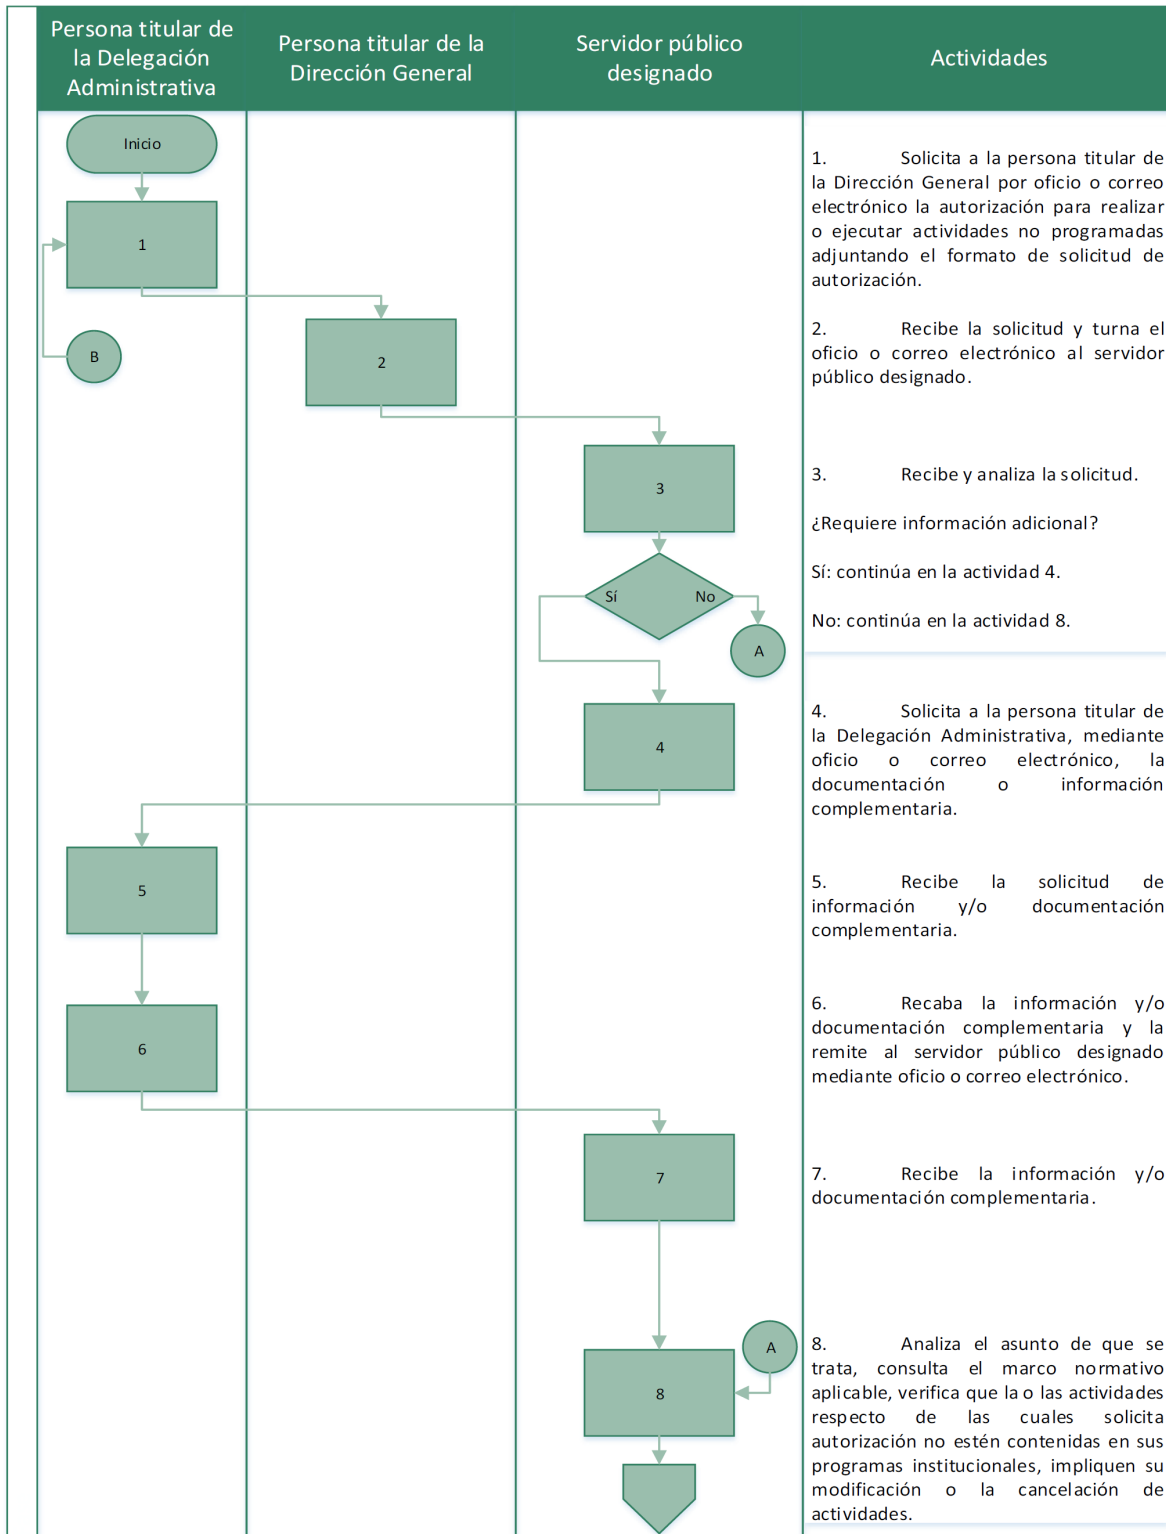 Persona titular de
la Delegación
Administrativa
Persona titular de la
Dirección General
Servidor público
designado
Actividades
Inicio
1
B
2
3
Sí
No
A
4
5
6
7
A
8
1. Solicita a la persona titular de
la Dirección General por oficio o correo
electrónico la autorización para realizar
o ejecutar actividades no programadas
adjuntando el formato de solicitud de
autorización.
2. Recibe la solicitud y turna el
oficio o correo electrónico al servidor
público designado.
3. Recibe y analiza la solicitud.
¿Requiere información adicional?
Sí: continúa en la actividad 4.
No: continúa en la actividad 8.
4. Solicita a la persona titular de
la Delegación Administrativa, mediante
oficio o correo electrónico, la
documentación o información
complementaria.
5. Recibe la solicitud de
información y/o documentación
complementaria.
6. Recaba la información y/o
documentación complementaria y la
remite al servidor público designado
mediante oficio o correo electrónico.
7. Recibe la información y/o
documentación complementaria.
8. Analiza el asunto de que se
trata, consulta el marco normativo
aplicable, verifica que la o las actividades
respecto de las cuales solicita
autorización no estén contenidas en sus
programas institucionales, impliquen su
modificación o la cancelación de
actividades.